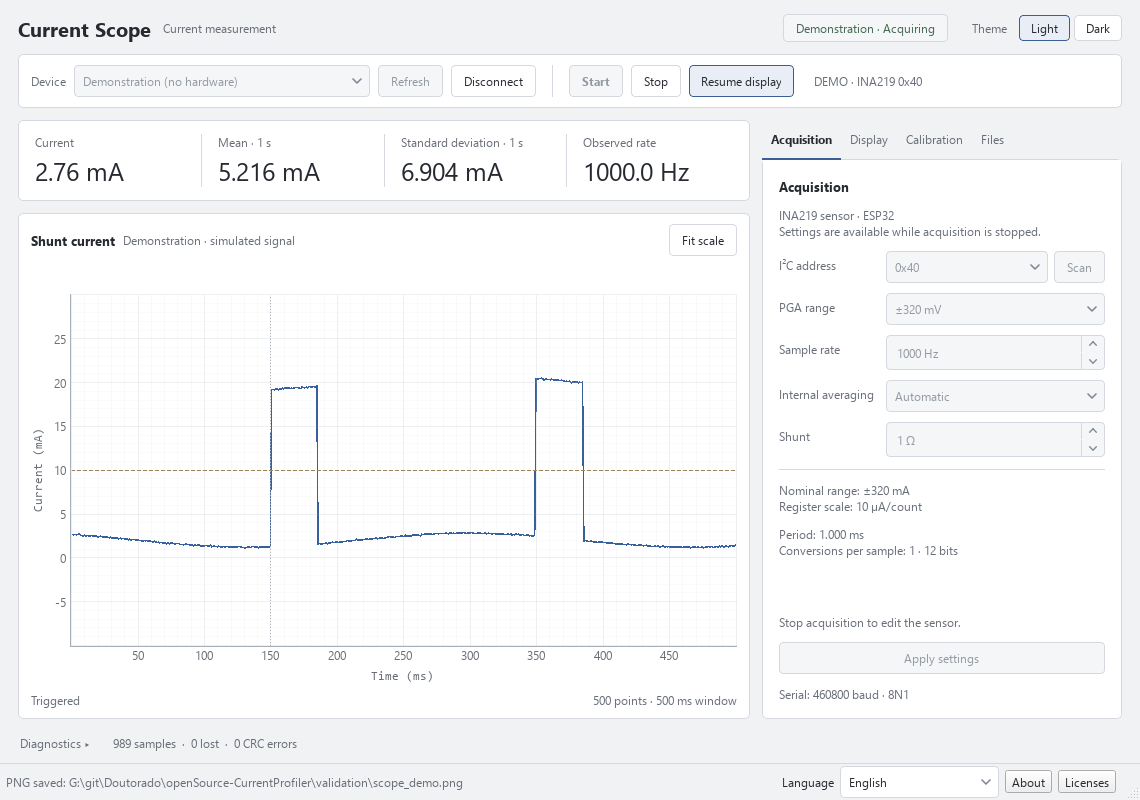 Current Scope
Current measurement
Demonstration · Acquiring
Theme
Light
Dark
Device
Demonstration (no hardware)
Refresh
Disconnect
Start
Stop
Resume display
DEMO · INA219 0x40
Current
2.76 mA
Mean · 1 s
5.216 mA
Standard deviation · 1 s
6.904 mA
Observed rate
1000.0 Hz
Shunt current
Demonstration · simulated signal
Fit scale
25
20
15
10
5
0
-5
Current (mA)
50
100
150
200
250
300
350
400
450
Time (ms)
Triggered
500 points · 500 ms window
Acquisition
Display
Calibration
Files
Acquisition
INA219 sensor · ESP32
Settings are available while acquisition is stopped.
I²C address
0x40
Scan
PGA range
±320 mV
Sample rate
1000 Hz
Internal averaging
Automatic
Shunt
1 Ω
Nominal range: ±320 mA
Register scale: 10 µA/count
Period: 1.000 ms
Conversions per sample: 1 · 12 bits
Stop acquisition to edit the sensor.
Apply settings
Serial: 460800 baud · 8N1
Diagnostics ▸
989 samples · 0 lost · 0 CRC errors
PNG saved: G:\git\Doutorado\openSource-CurrentProfiler\validation\scope_demo.png
Language
English
About
Licenses